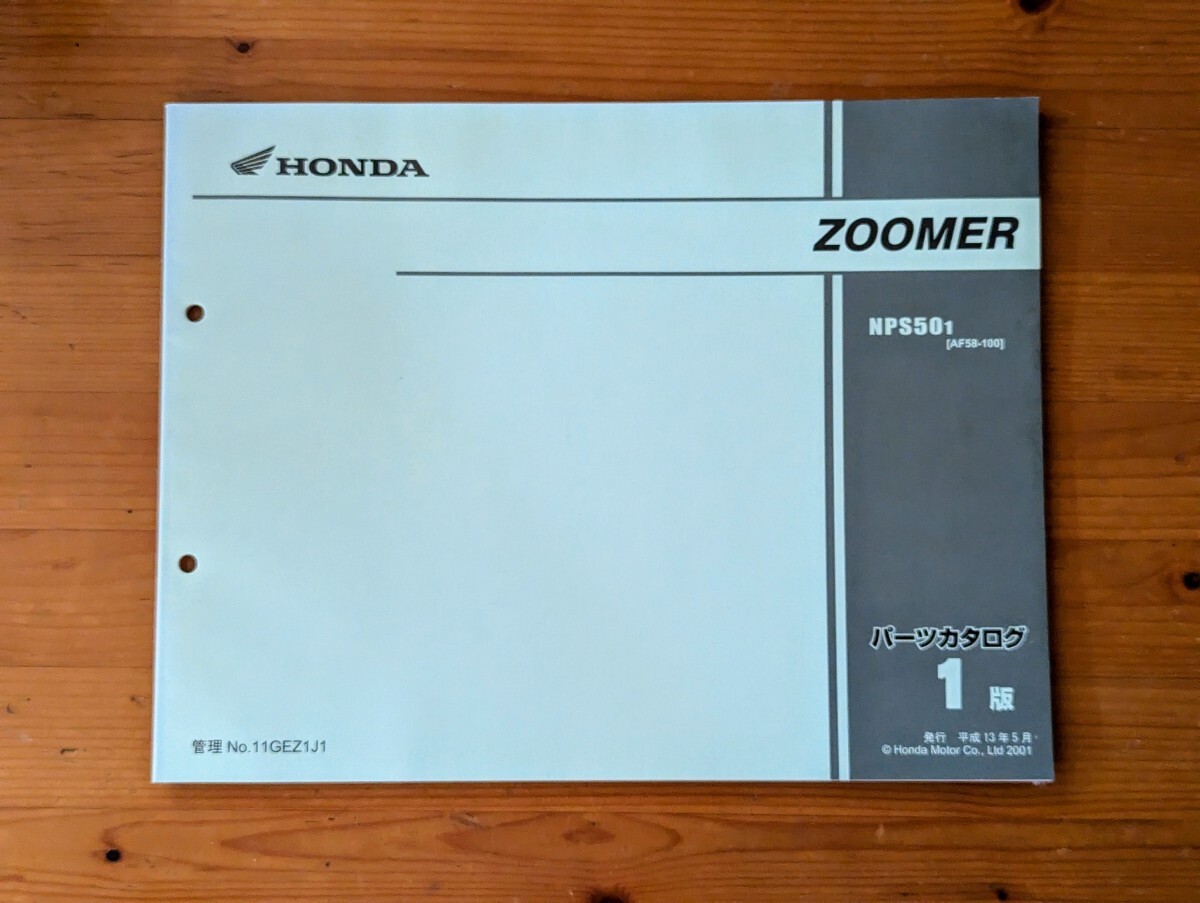 HONDA
ZOOMER
NPS501
[AF58-100]
パーツカタログ
1 版
管理 No.11GEZ1J1
発行 平成 13 年 5 月
© Honda Motor Co., Ltd 2001